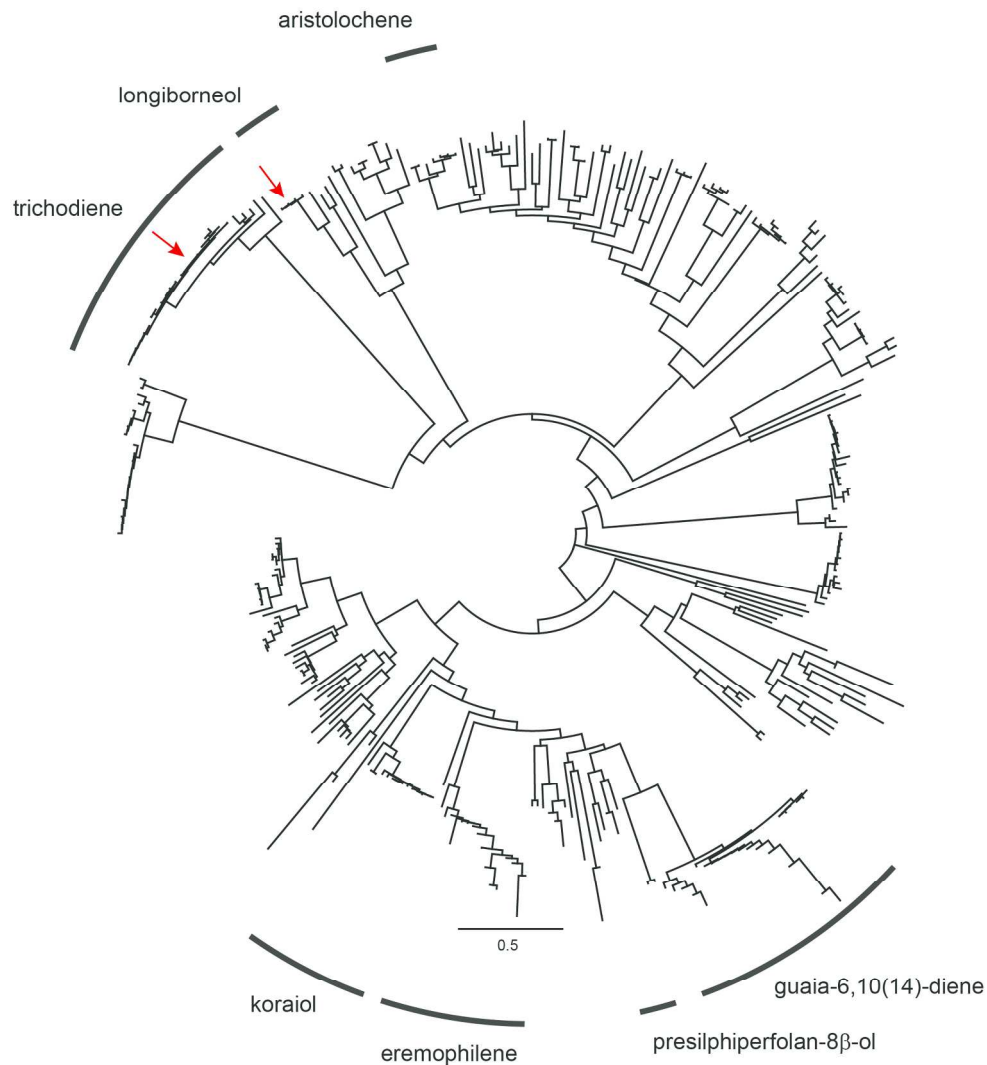 aristolochene
longiborneol
trichodiene
0.5
guaia-6,10(14)-diene
koraiol
presilphiperfolan-8β-ol
eremophilene